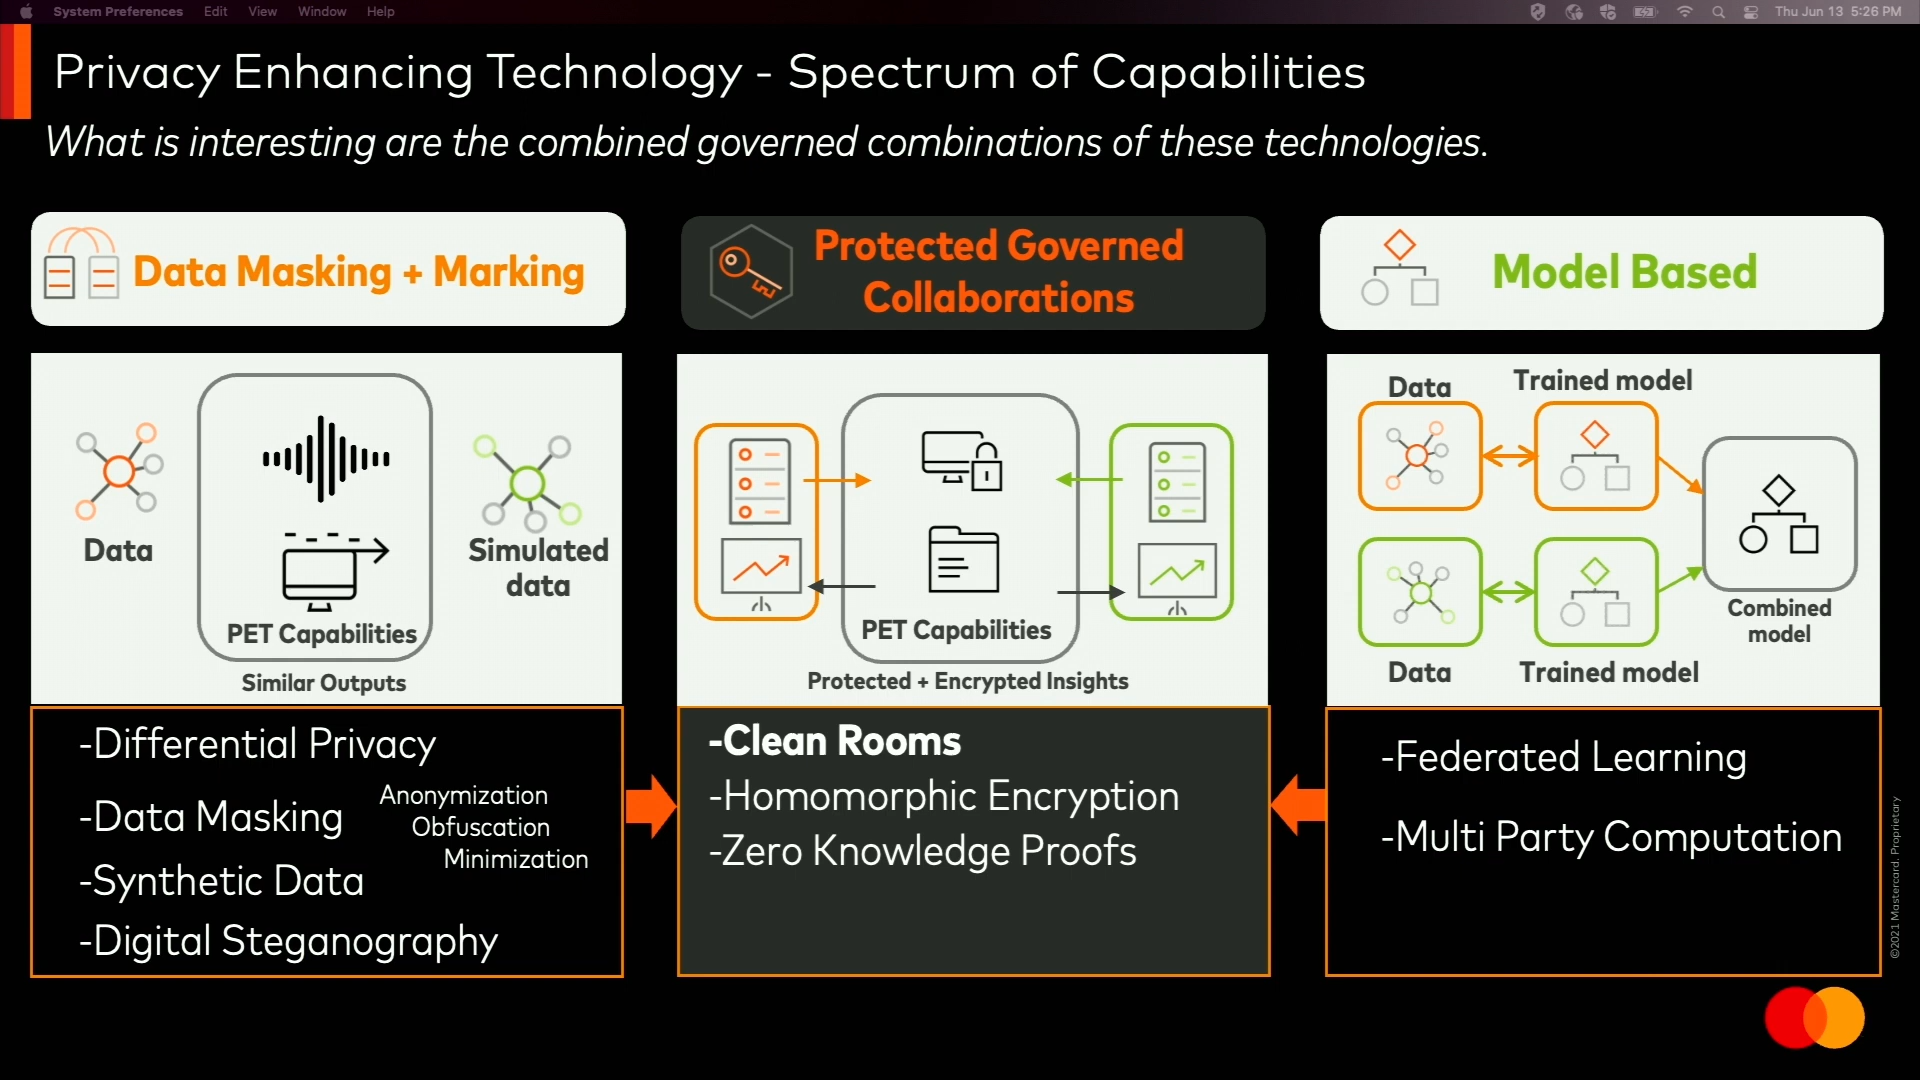 System Preferences Edit View Window Help
Thu Jun 13 5:26 PM
Privacy Enhancing Technology - Spectrum of Capabilities
What is interesting are the combined governed combinations of these technologies.
Data Masking + Marking
Data
Simulated
data
PET Capabilities
Similar Outputs
-Differential Privacy
-Data Masking
Anonymization
Obfuscation
Minimization
-Synthetic Data
-Digital Steganography
Protected Governed
Collaborations
PET Capabilities
Protected + Encrypted Insights
-Clean Rooms
-Homomorphic Encryption
-Zero Knowledge Proofs
Model Based
Data
Trained model
Combined
model
Data
Trained model
-Federated Learning
-Multi Party Computation
©2021 Mastercard. Proprietary